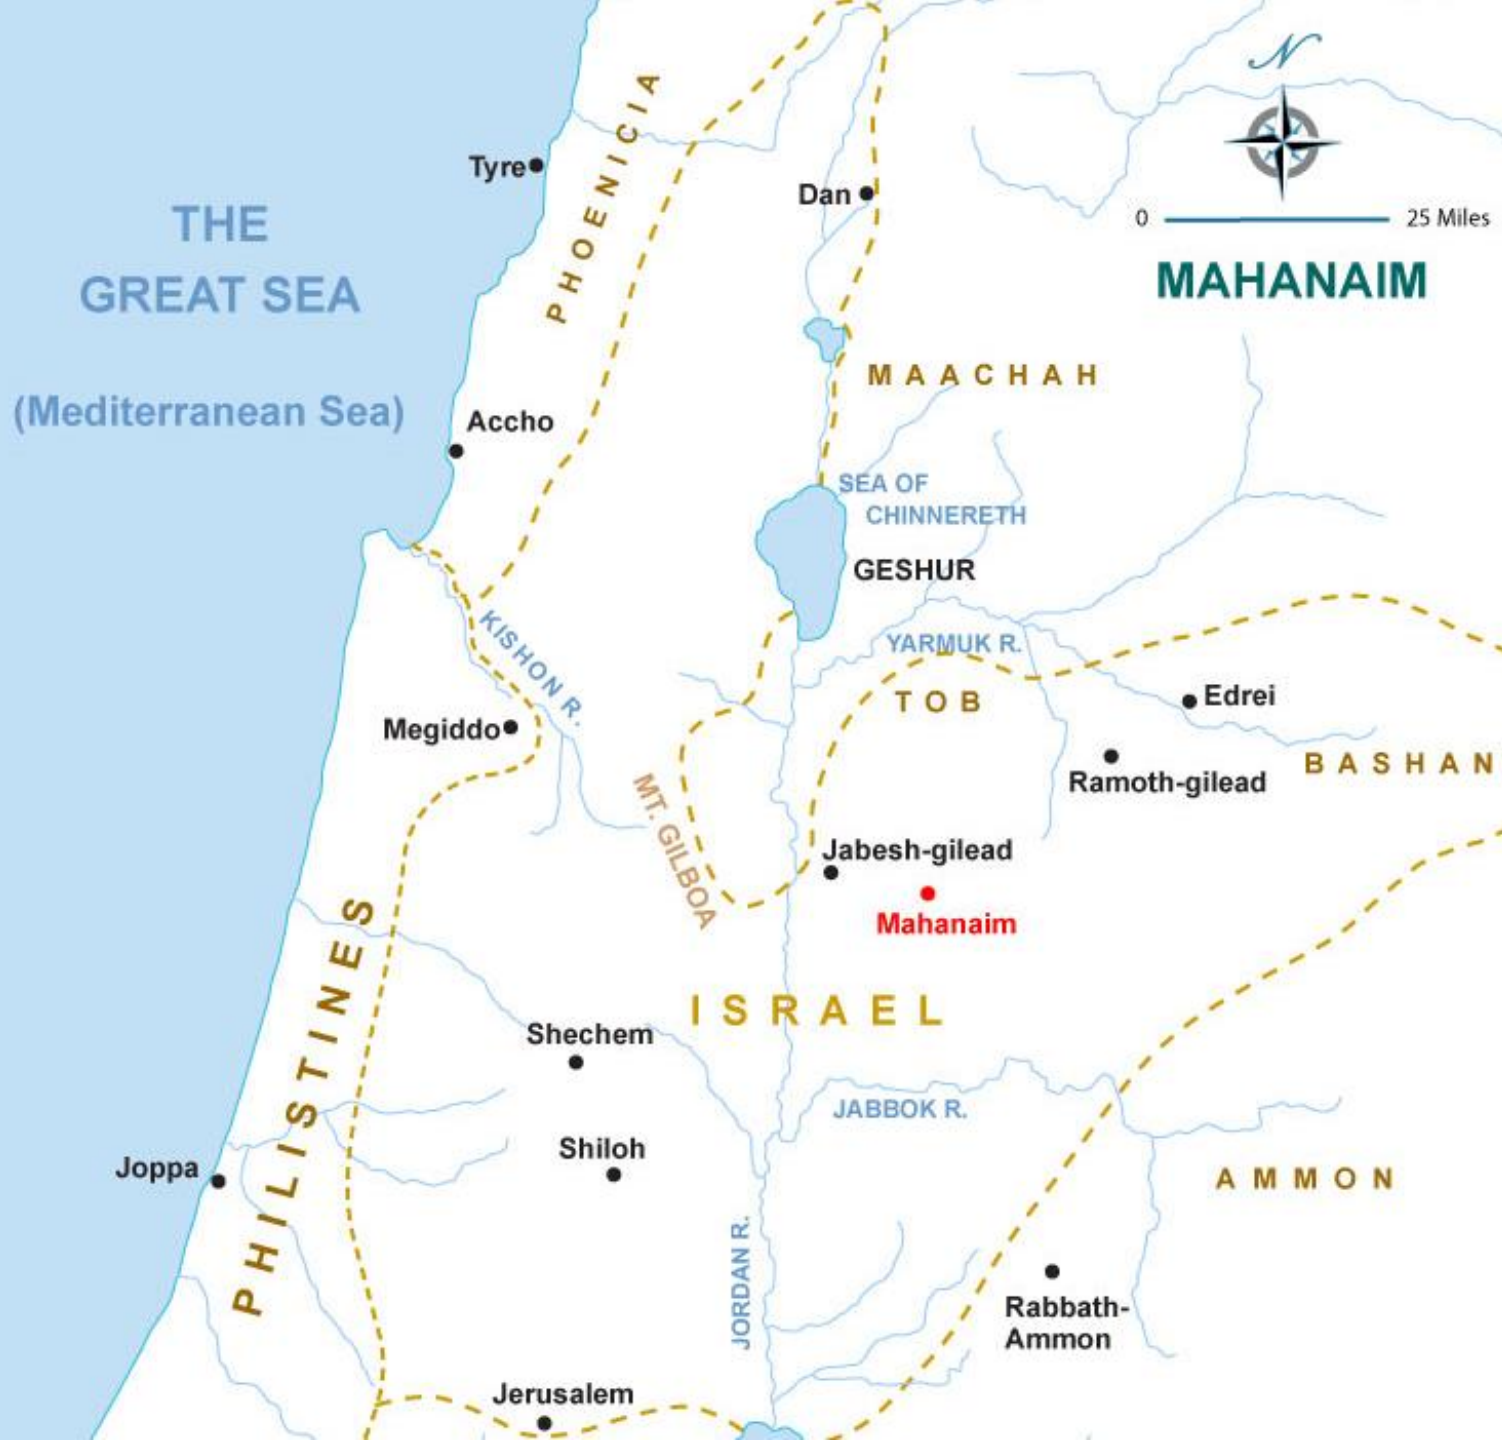 N
PHOENICIA
Tyre
Dan
0 25 Miles
THE
GREAT SEA
MAHANAIM
(Mediterranean Sea)
MAACHAH
Accho
SEA OF
CHINNERETH
GESHUR
KISHON R.
YARMUK R.
TOB
Edrei
Megiddo
BASHAN
Ramoth-gilead
MT. GILBOA
Jabesh-gilead
Mahanaim
PHILISTINES
ISRAEL
Shechem
JABBOK R.
Shiloh
Joppa
AMMON
JORDAN R.
Rabbath-
Ammon
Jerusalem